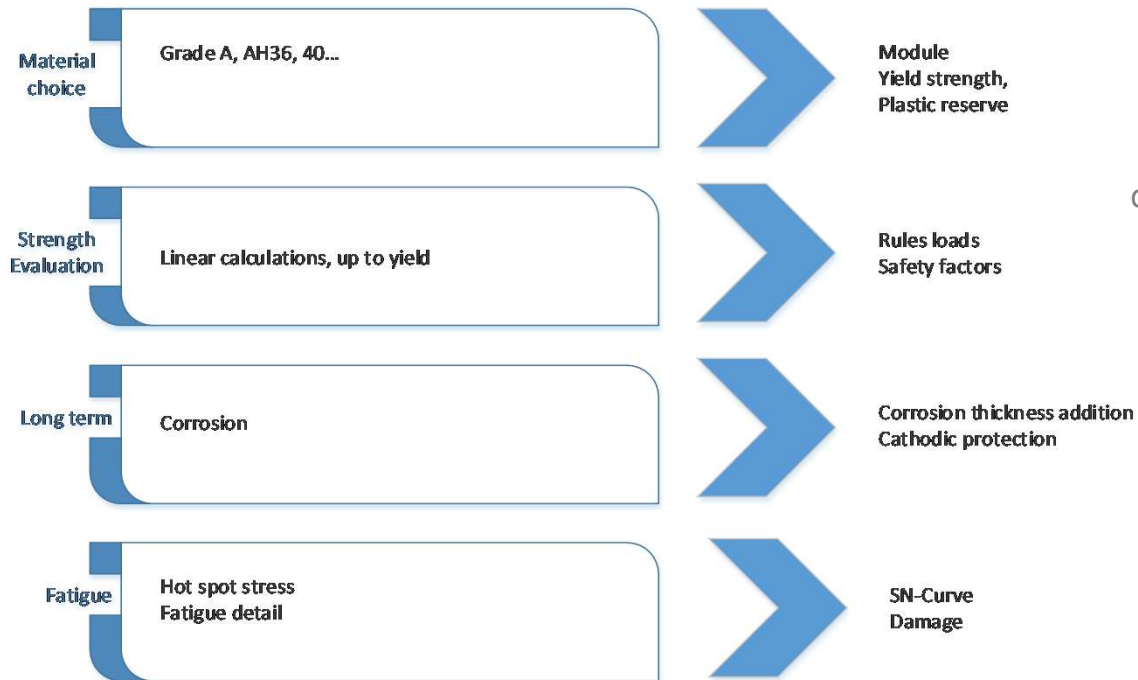 Material
choice
Grade A, AH36, 40...
Module
Yield strength,
Plastic reserve
Strength
Evaluation
Linear calculations, up to yield
Rules loads
Safety factors
Long term
Corrosion
Corrosion thickness addition
Cathodic protection
Fatigue
Hot spot stress
Fatigue detail
SN-Curve
Damage